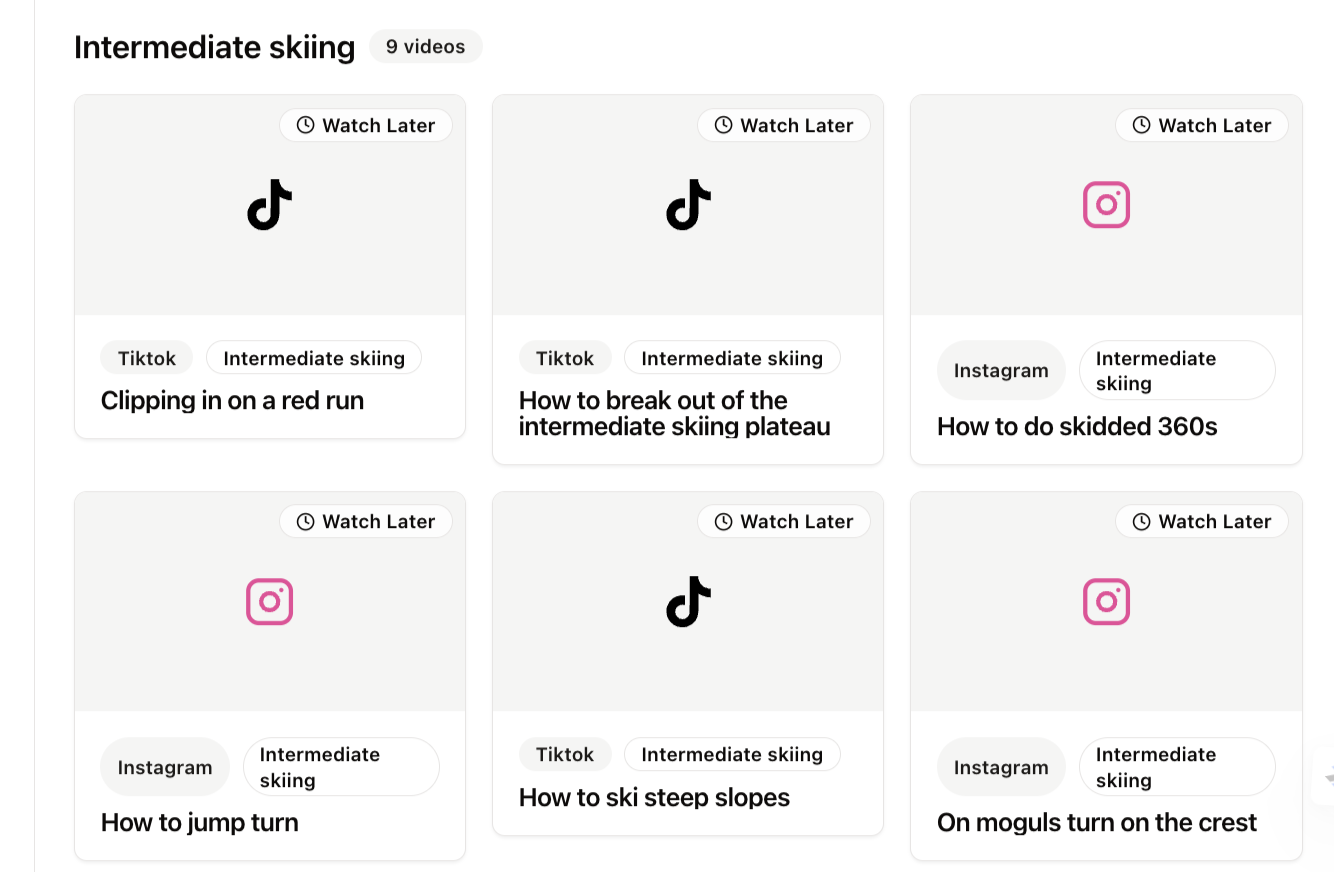 Intermediate skiing 9 videos
Watch Later
Tiktok Intermediate skiing
Clipping in on a red run
Watch Later
Tiktok Intermediate skiing
How to break out of the
intermediate skiing plateau
Watch Later
Instagram Intermediate
skiing
How to do skidded 360s
Watch Later
Instagram Intermediate
skiing
How to jump turn
Watch Later
Tiktok Intermediate skiing
How to ski steep slopes
Watch Later
Instagram Intermediate
skiing
On moguls turn on the crest